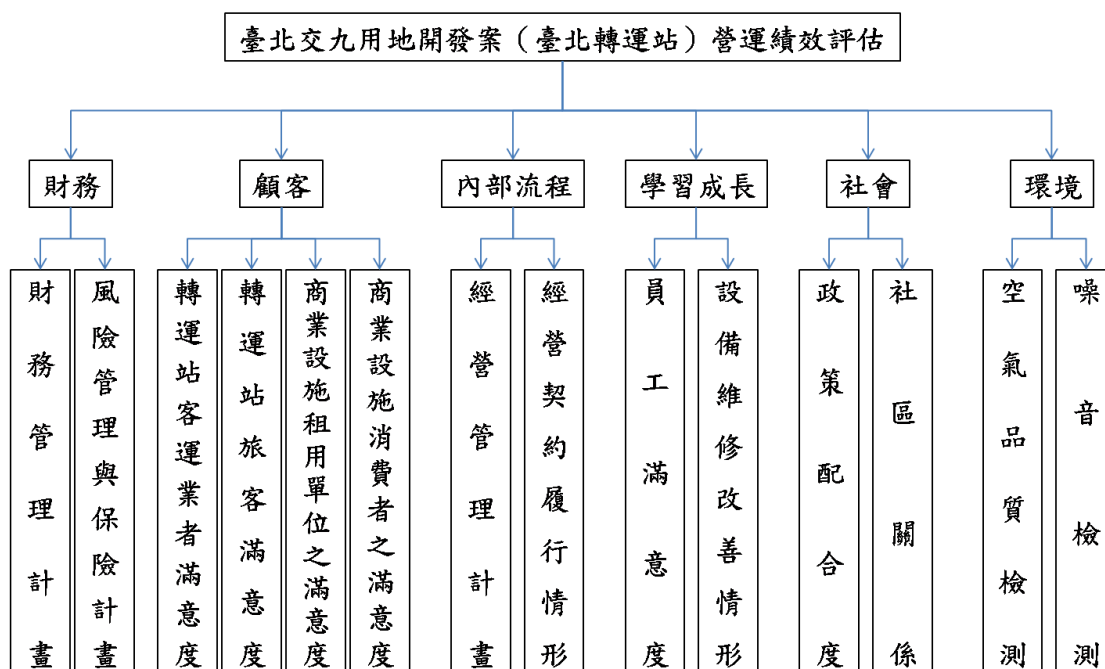 臺北交九用地開發案（臺北轉運站）營運績效評估
財務
顧客
內部流程
學習成長
社會
環境
財務管理計畫
風險管理與保險計畫
轉運站客運業者滿意度
轉運站旅客滿意度
商業設施租用單位之滿意度
商業設施消費者之滿意度
經營管理計畫
經營契約履行情形
員工滿意度
設備維修改善情形
政策配合度
社區關係
空氣品質檢測
噪音檢測